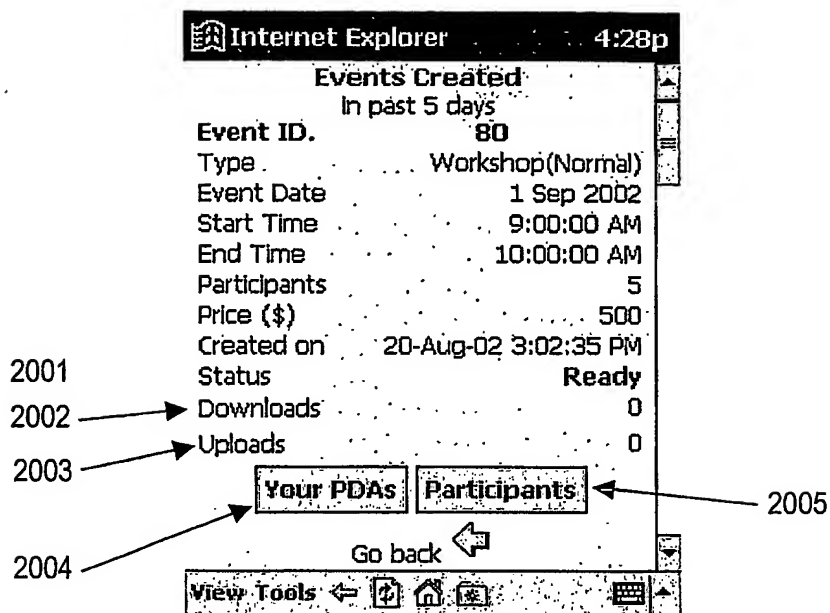 Internet Explorer 4:28p
Events Created
In past 5 days
Event ID. 80
Type Workshop(Normal)
Event Date 1 Sep 2002
Start Time 9:00:00 AM
End Time 10:00:00 AM
Participants 5
Price ($) 500
Created on 20-Aug-02 3:02:35 PM
2001 Status Ready
2002 Downloads 0
2003 Uploads 0
Your PDAs Participants 2005
2004 Go back
View Tools